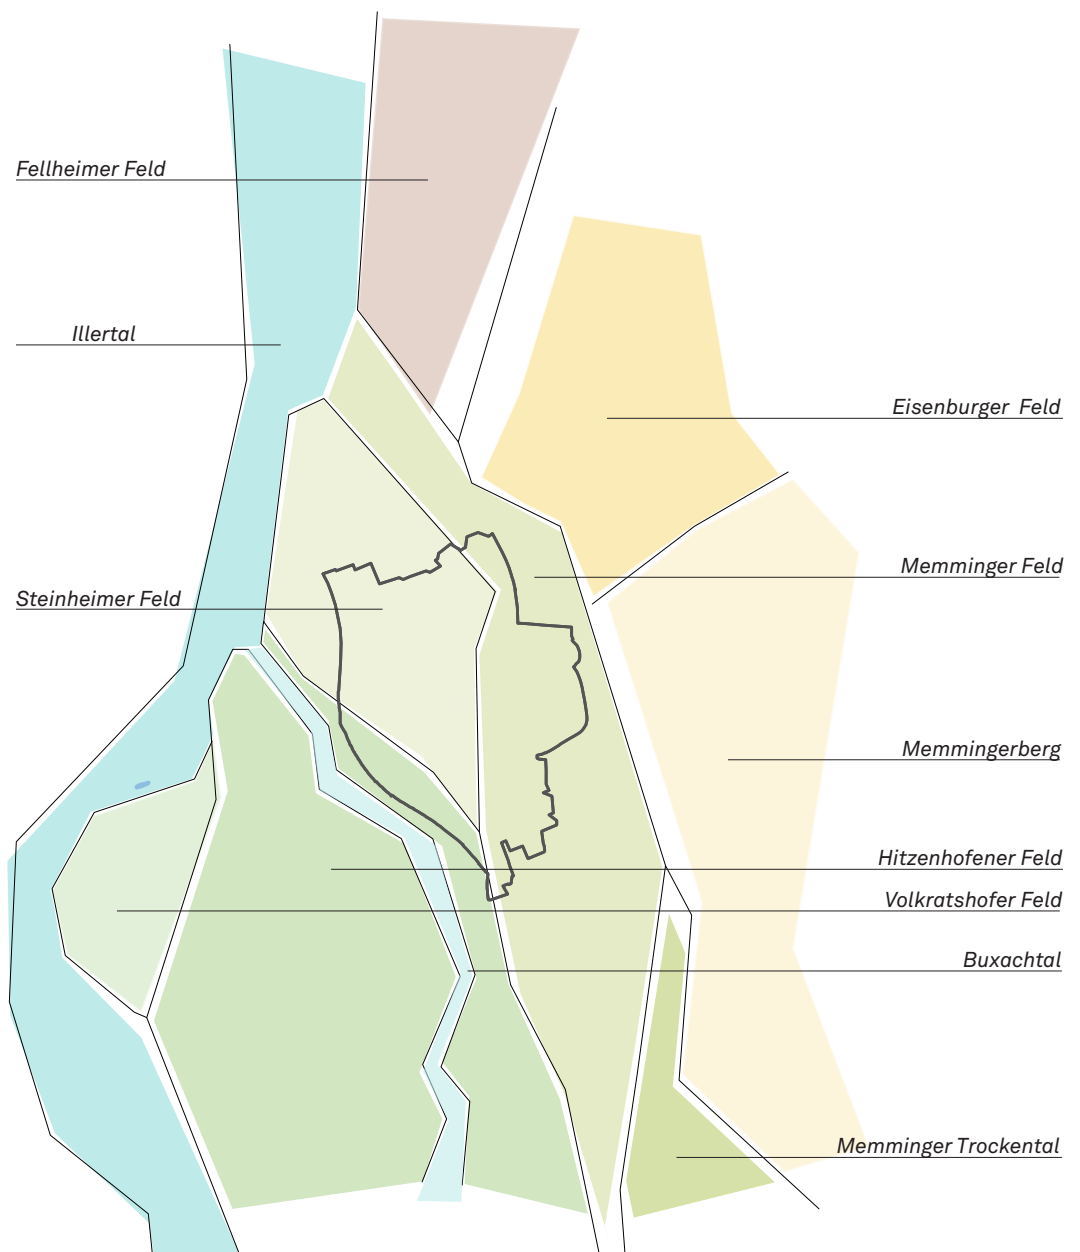 Fellheimer Feld
Illertal
Eisenburger Feld
Memminger Feld
Steinheimer Feld
Memmingerberg
Hitzenhofener Feld
Volkratshofer Feld
Buxachtal
Memminger Trockental